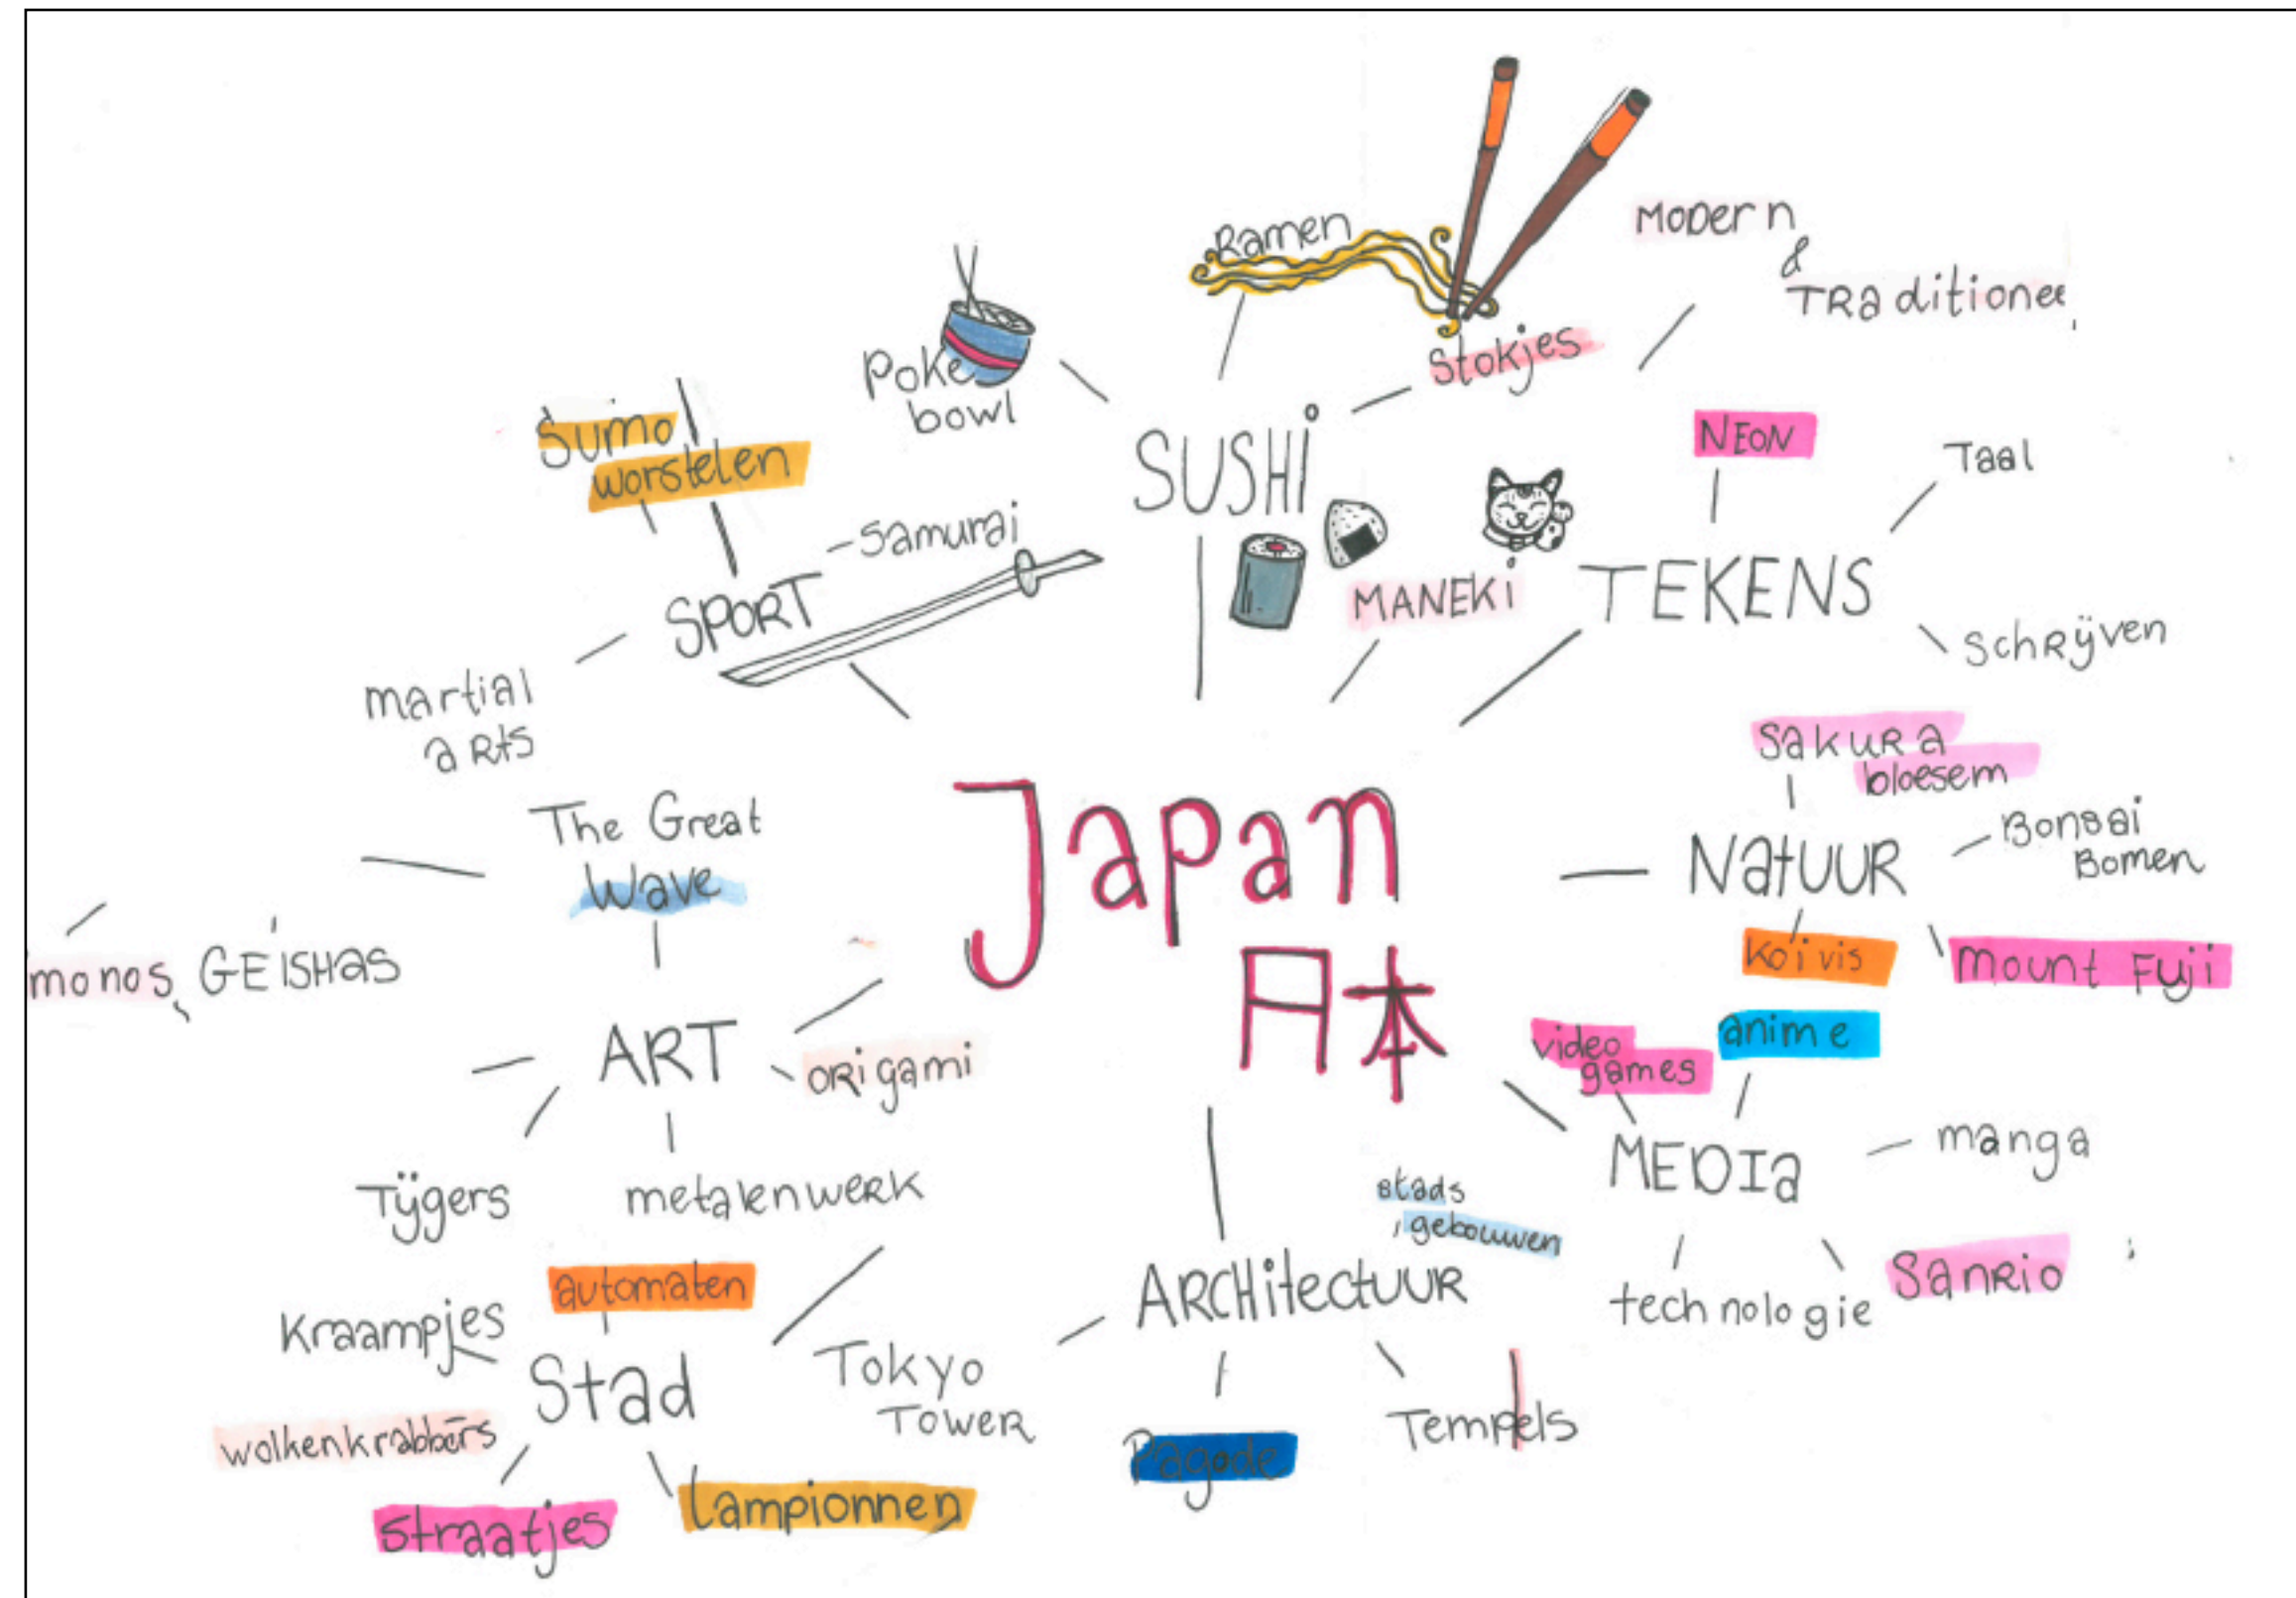 Ramen
MODern
&
TRaditionee
Poke
bowl
Stokjes
Sumo
worstelen
SUSHi
NEON
Taal
Samurai
SPORT
MANEKi
TEKENS
Schrijven
martial
aRts
Sakura
bloesem
The Great
Wave
Japan
日本
Natuur
Bonsai
Bomen
monos
GEISHas
Koi vis
mount Fuji
ART
origami
video
games
anime
MEDIa
manga
Tijgers
metalenwerk
stads
gebouwen
automaten
ARCHitectuur
technologie
Sanrio
Kraampjes
Stad
Tokyo
Tower
wolkenkrabbers
Pagode
Tempels
Straatjes
Lampionnen